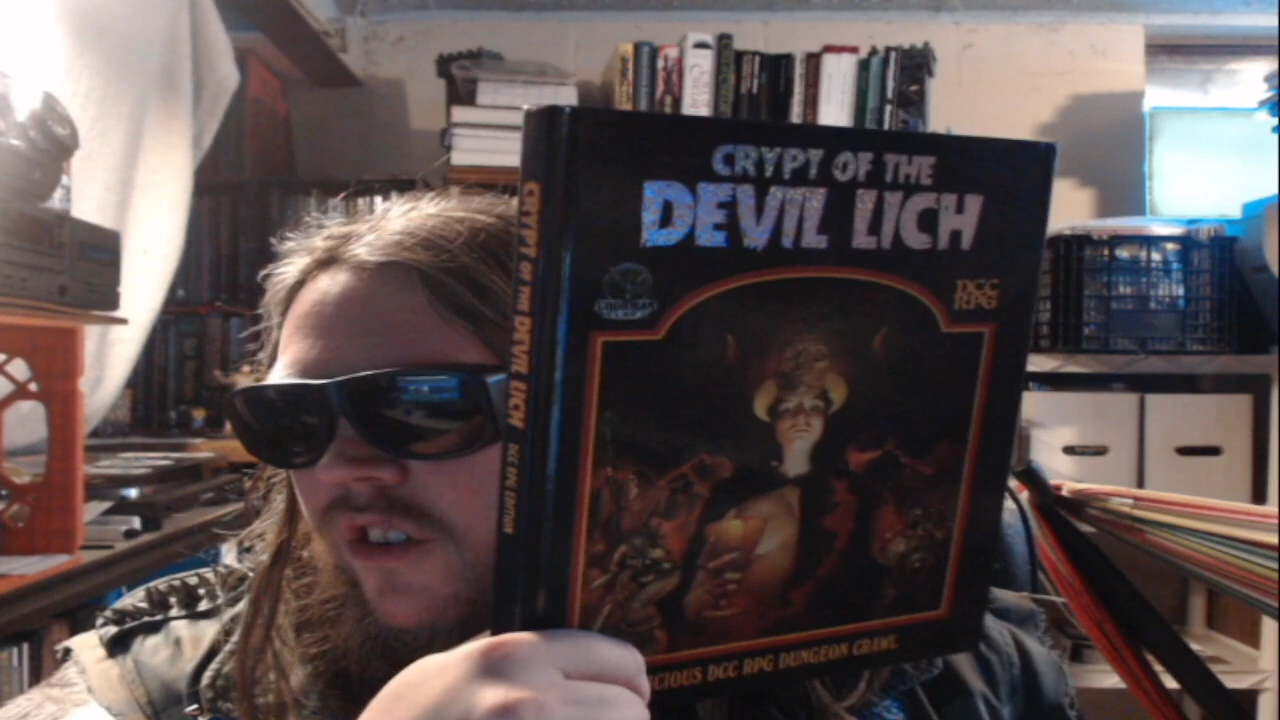 CRYPT OF THE
DEVIL LICH
DCC
RPG
CRYPT OF THE DEVIL LICH DCC RPG EDITION
DCC RPG DUNGEON CRAWL